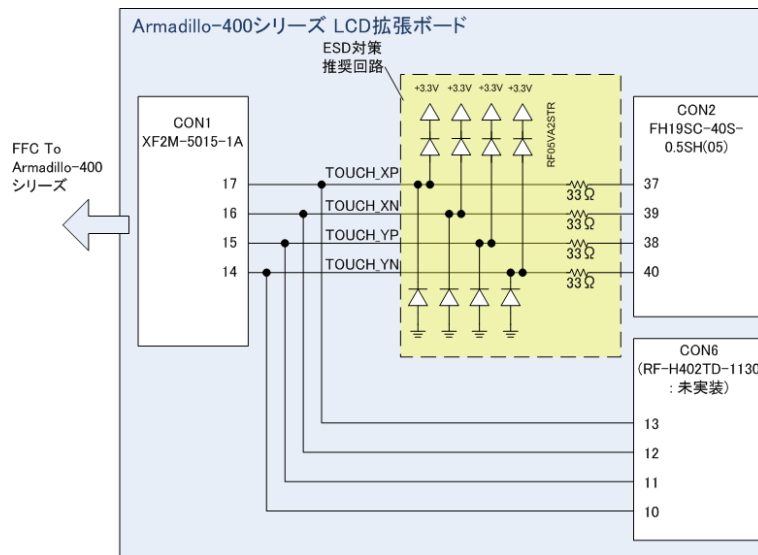 Armadillo-400シリーズ LCD拡張ボード
ESD対策
推奨回路
+3.3V +3.3V +3.3V +3.3V
RF05VA2STR
CON1
XF2M-5015-1A
CON2
FH19SC-40S-
0.5SH(05)
FFC To
Armadillo-400
シリーズ
17 TOUCH_XP 33Ω 37
16 TOUCH_XN 33Ω 39
15 TOUCH_YP 33Ω 38
14 TOUCH_YN 33Ω 40
CON6
(RF-H402TD-1130
: 未実装)
13
12
11
10